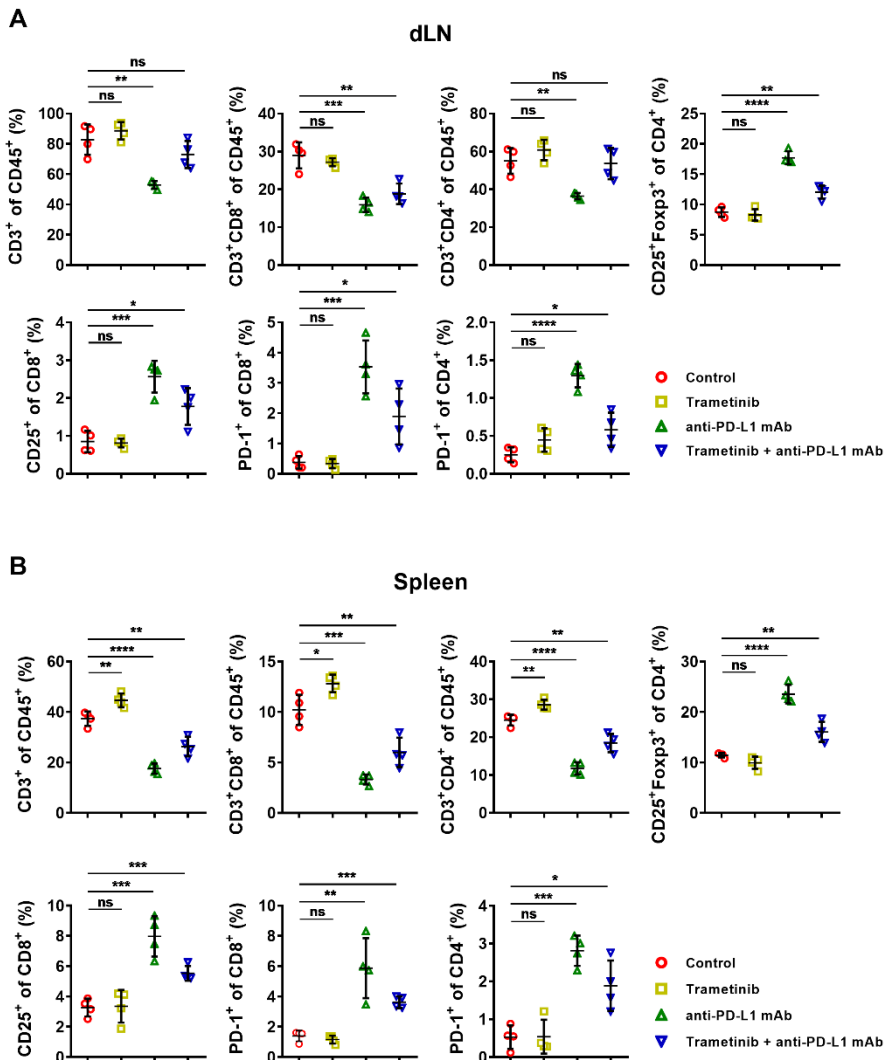 A
dLN
CD3+ of CD45+ (%)
100
80
60
40
20
0
ns
**
ns
CD3+CD8+ of CD45+ (%)
40
30
20
10
0
**
***
ns
CD3+CD4+ of CD45+ (%)
80
60
40
20
0
ns
**
ns
CD25+Foxp3+ of CD4+ (%)
30
20
10
0
**
****
ns
CD25+ of CD8+ (%)
4
3
2
1
0
*
***
ns
PD-1+ of CD8+ (%)
6
5
4
3
2
1
0
*
***
ns
PD-1+ of CD4+ (%)
2.0
1.5
1.0
0.5
0.0
*
****
ns
Control
Trametinib
anti-PD-L1 mAb
Trametinib + anti-PD-L1 mAb
B
Spleen
CD3+ of CD45+ (%)
60
40
20
0
**
****
**
CD3+CD8+ of CD45+ (%)
15
10
5
0
**
***
*
CD3+CD4+ of CD45+ (%)
40
30
20
10
0
**
****
**
CD25+Foxp3+ of CD4+ (%)
30
20
10
0
**
****
ns
CD25+ of CD8+ (%)
10
8
6
4
2
0
***
***
ns
PD-1+ of CD8+ (%)
10
8
6
4
2
0
***
**
ns
PD-1+ of CD4+ (%)
4
3
2
1
0
*
***
ns
Control
Trametinib
anti-PD-L1 mAb
Trametinib + anti-PD-L1 mAb